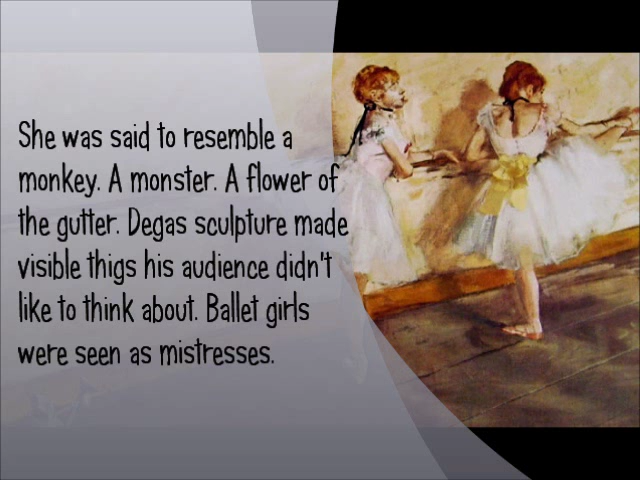 She was said to resemble a
monkey. A monster. A flower of
the gutter. Degas sculpture made
visible thigs his audience didn't
like to think about. Ballet girls
were seen as mistresses.